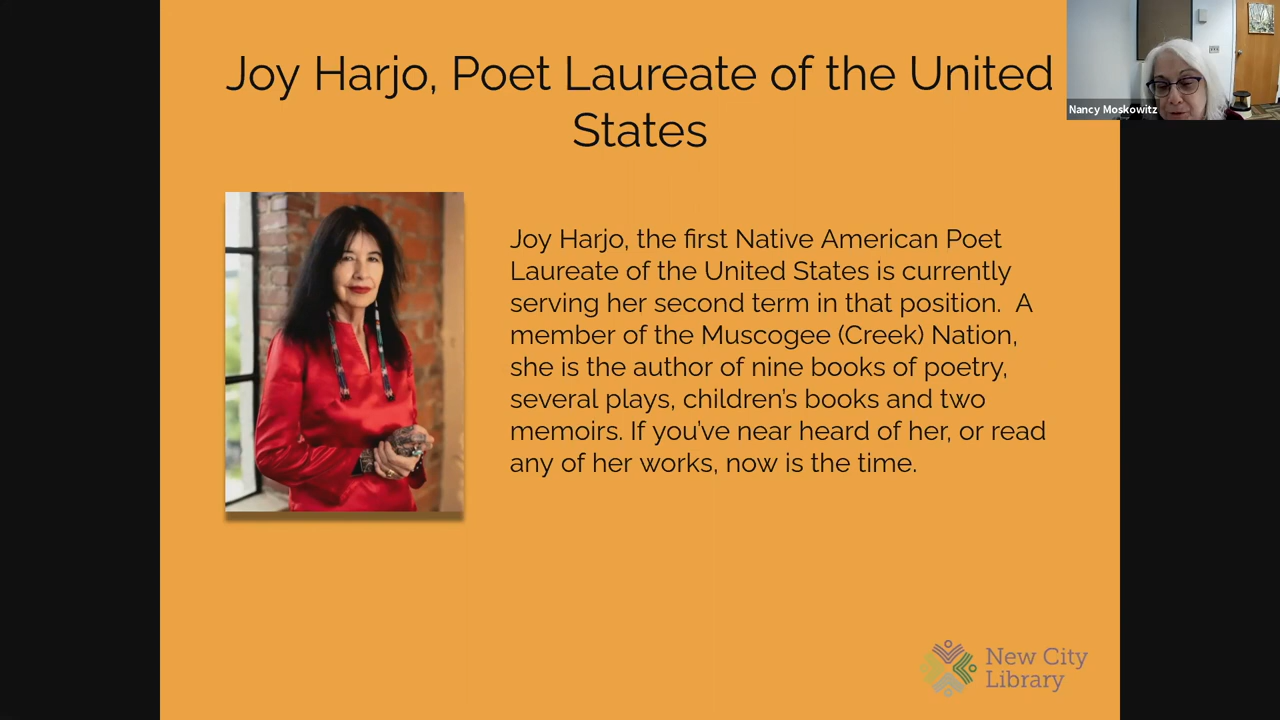 Joy Harjo, Poet Laureate of the United
States
Nancy Moskowitz
Joy Harjo, the first Native American Poet
Laureate of the United States is currently
serving her second term in that position.  A
member of the Muscogee (Creek) Nation,
she is the author of nine books of poetry,
several plays, children's books and two
memoirs. If you've near heard of her, or read
any of her works, now is the time.
New City
Library